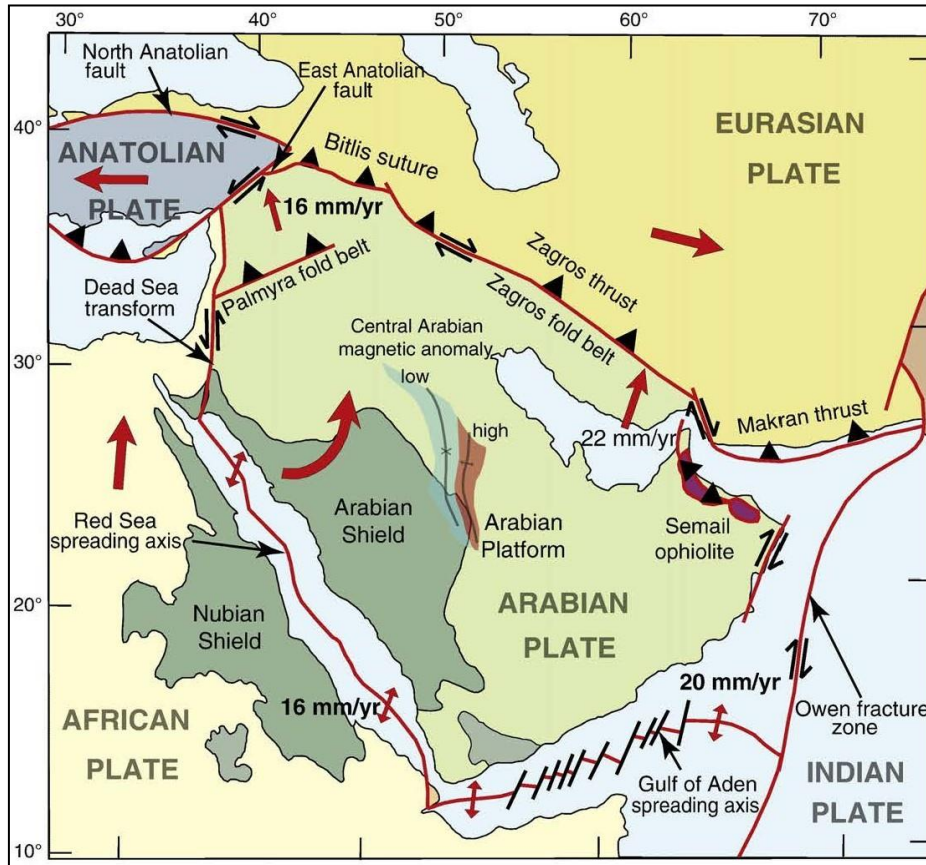 30°
40°
50°
60°
70°
North Anatolian
fault
East Anatolian
fault
40°
ANATOLIAN
PLATE
Bitlis suture
EURASIAN
PLATE
16 mm/yr
Zagros thrust
Zagros fold belt
Palmyra fold belt
Dead Sea
transform
30°
Central Arabian
magnetic anomaly
low
high
22 mm/yr
Makran thrust
Red Sea
spreading axis
Arabian
Shield
Arabian
Platform
Semail
ophiolite
20°
Nubian
Shield
ARABIAN
PLATE
16 mm/yr
20 mm/yr
AFRICAN
PLATE
Owen fracture
zone
Gulf of Aden
spreading axis
INDIAN
PLATE
10°